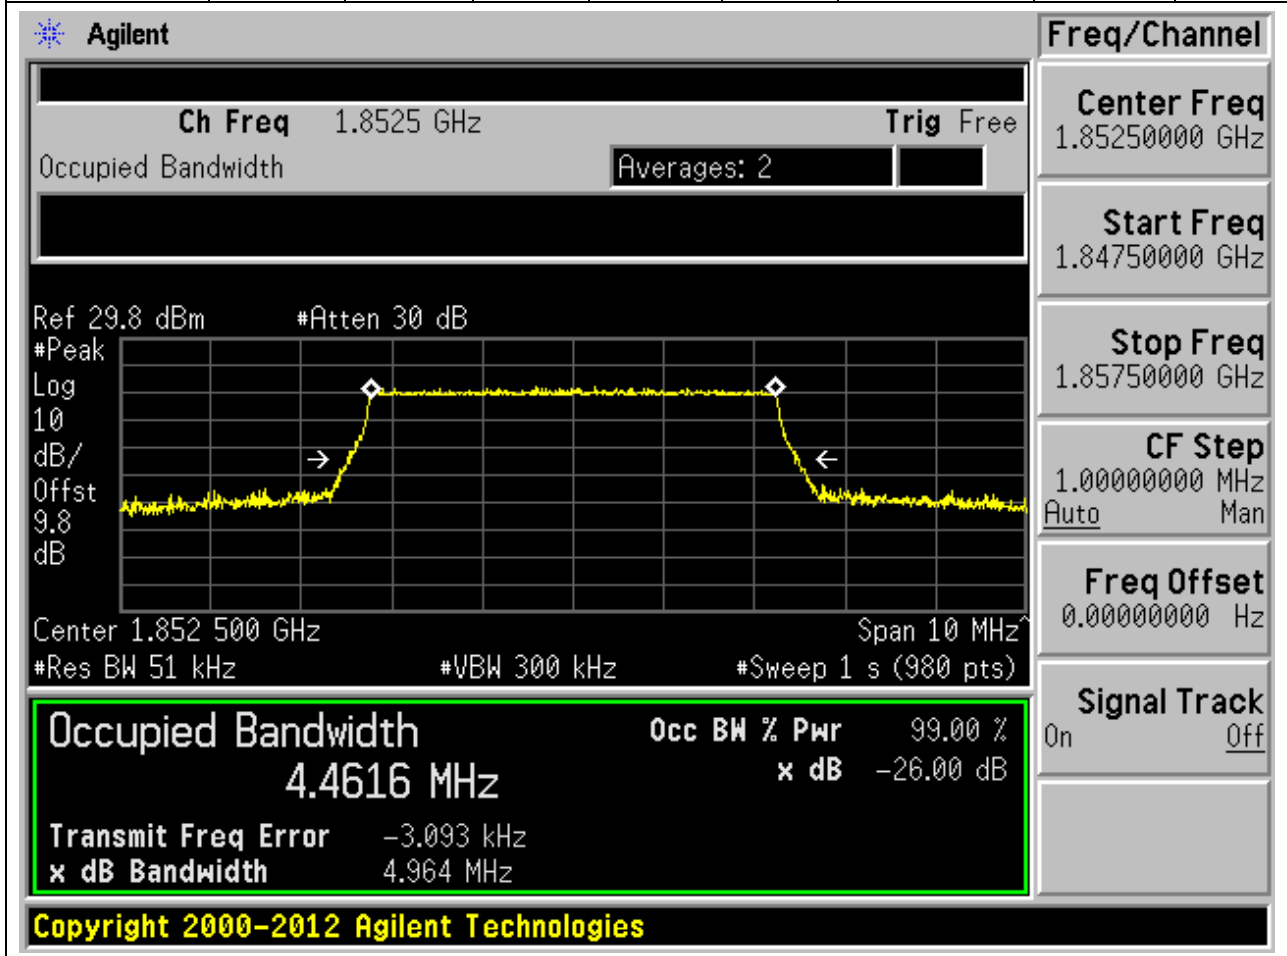 Agilent
Freq/Channel
Ch Freq 1.8525 GHz Trig Free
Occupied Bandwidth Averages: 2
Center Freq
1.85250000 GHz
Start Freq
1.84750000 GHz
Stop Freq
1.85750000 GHz
CF Step
1.00000000 MHz
Auto Man
Freq Offset
0.00000000 Hz
Signal Track
On Off
Ref 29.8 dBm #Atten 30 dB
#Peak
Log
10
dB/
Offst
9.8
dB
Center 1.852 500 GHz Span 10 MHz^
#Res BW 51 kHz #VBW 300 kHz #Sweep 1 s (980 pts)
Occupied Bandwidth Occ BW % Pwr 99.00 %
4.4616 MHz x dB -26.00 dB
Transmit Freq Error -3.093 kHz
x dB Bandwidth 4.964 MHz
Copyright 2000-2012 Agilent Technologies